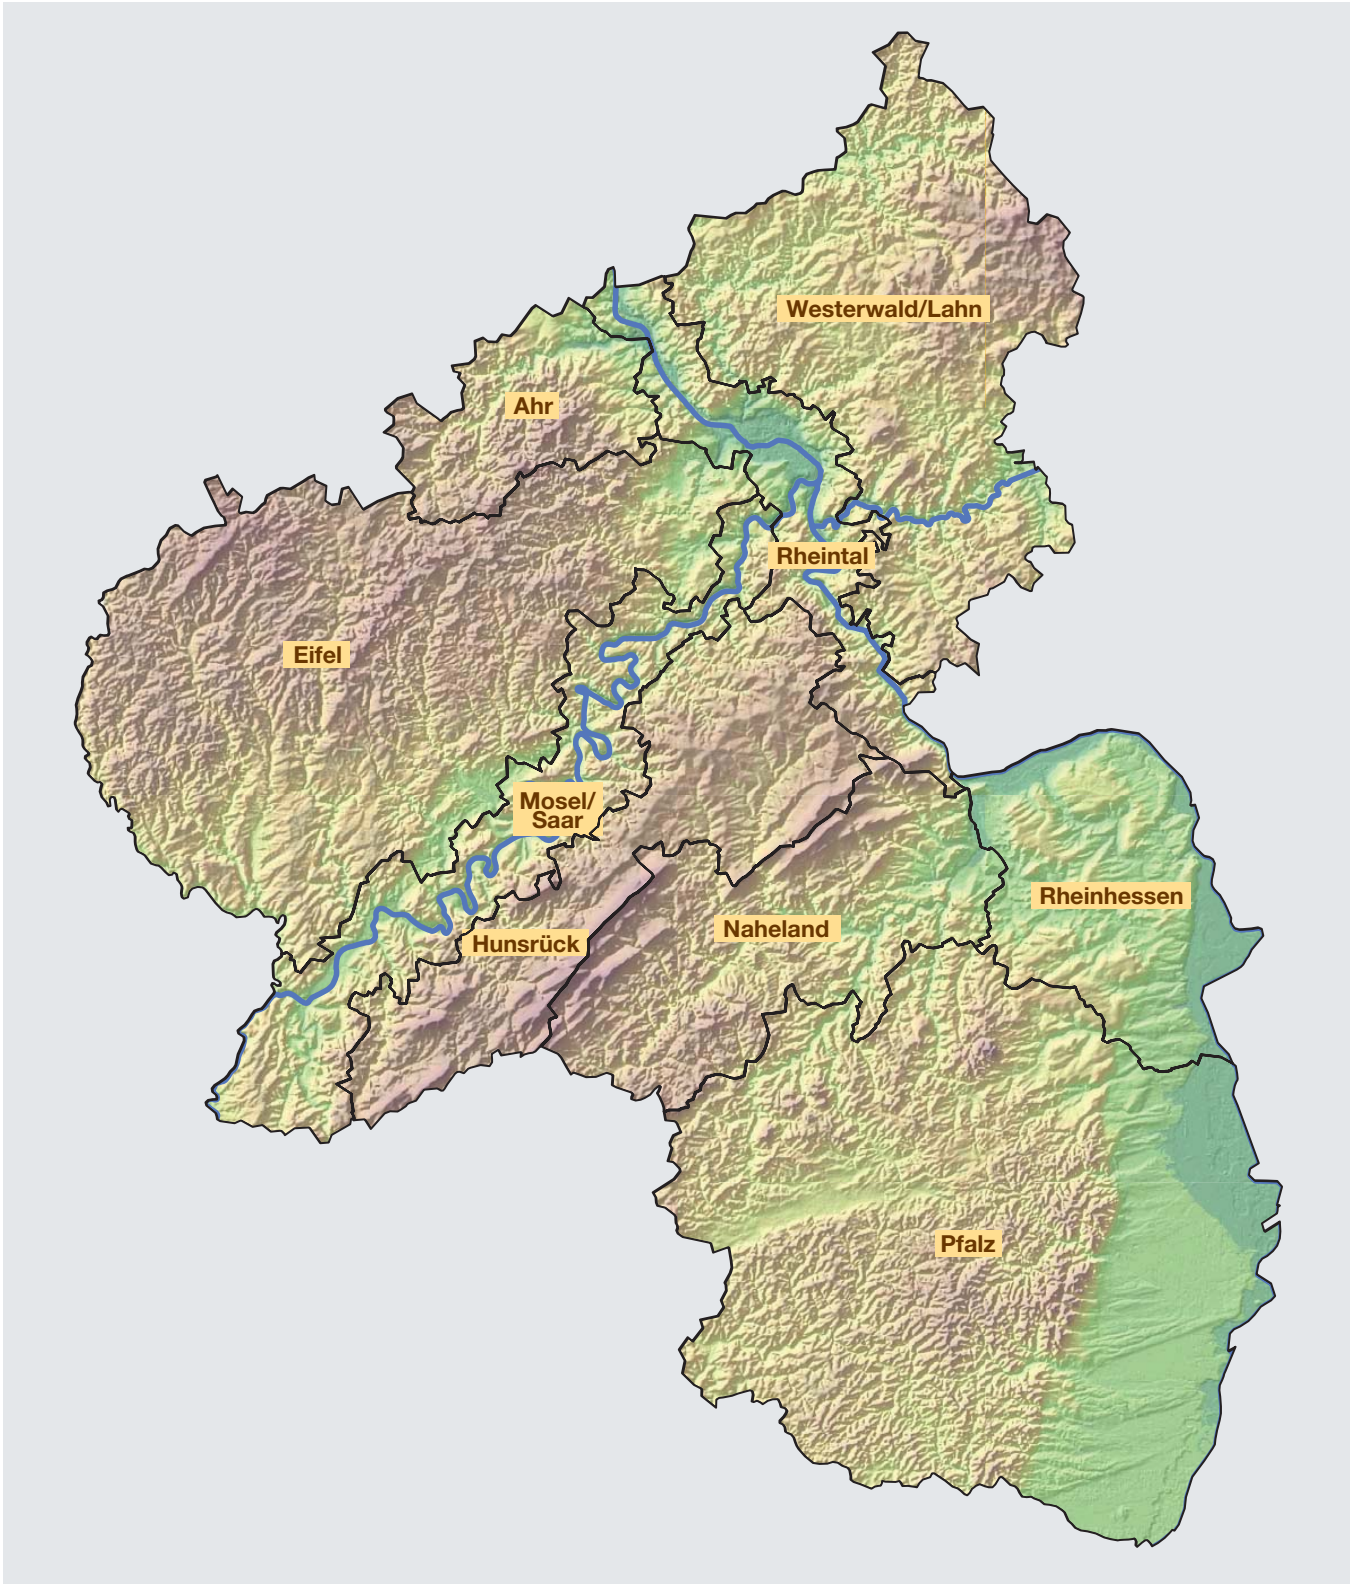 Westerwald/Lahn
Ahr
Rheintal
Eifel
Mosel/
Saar
Rheinhessen
Naheland
Hunsrück
Pfalz